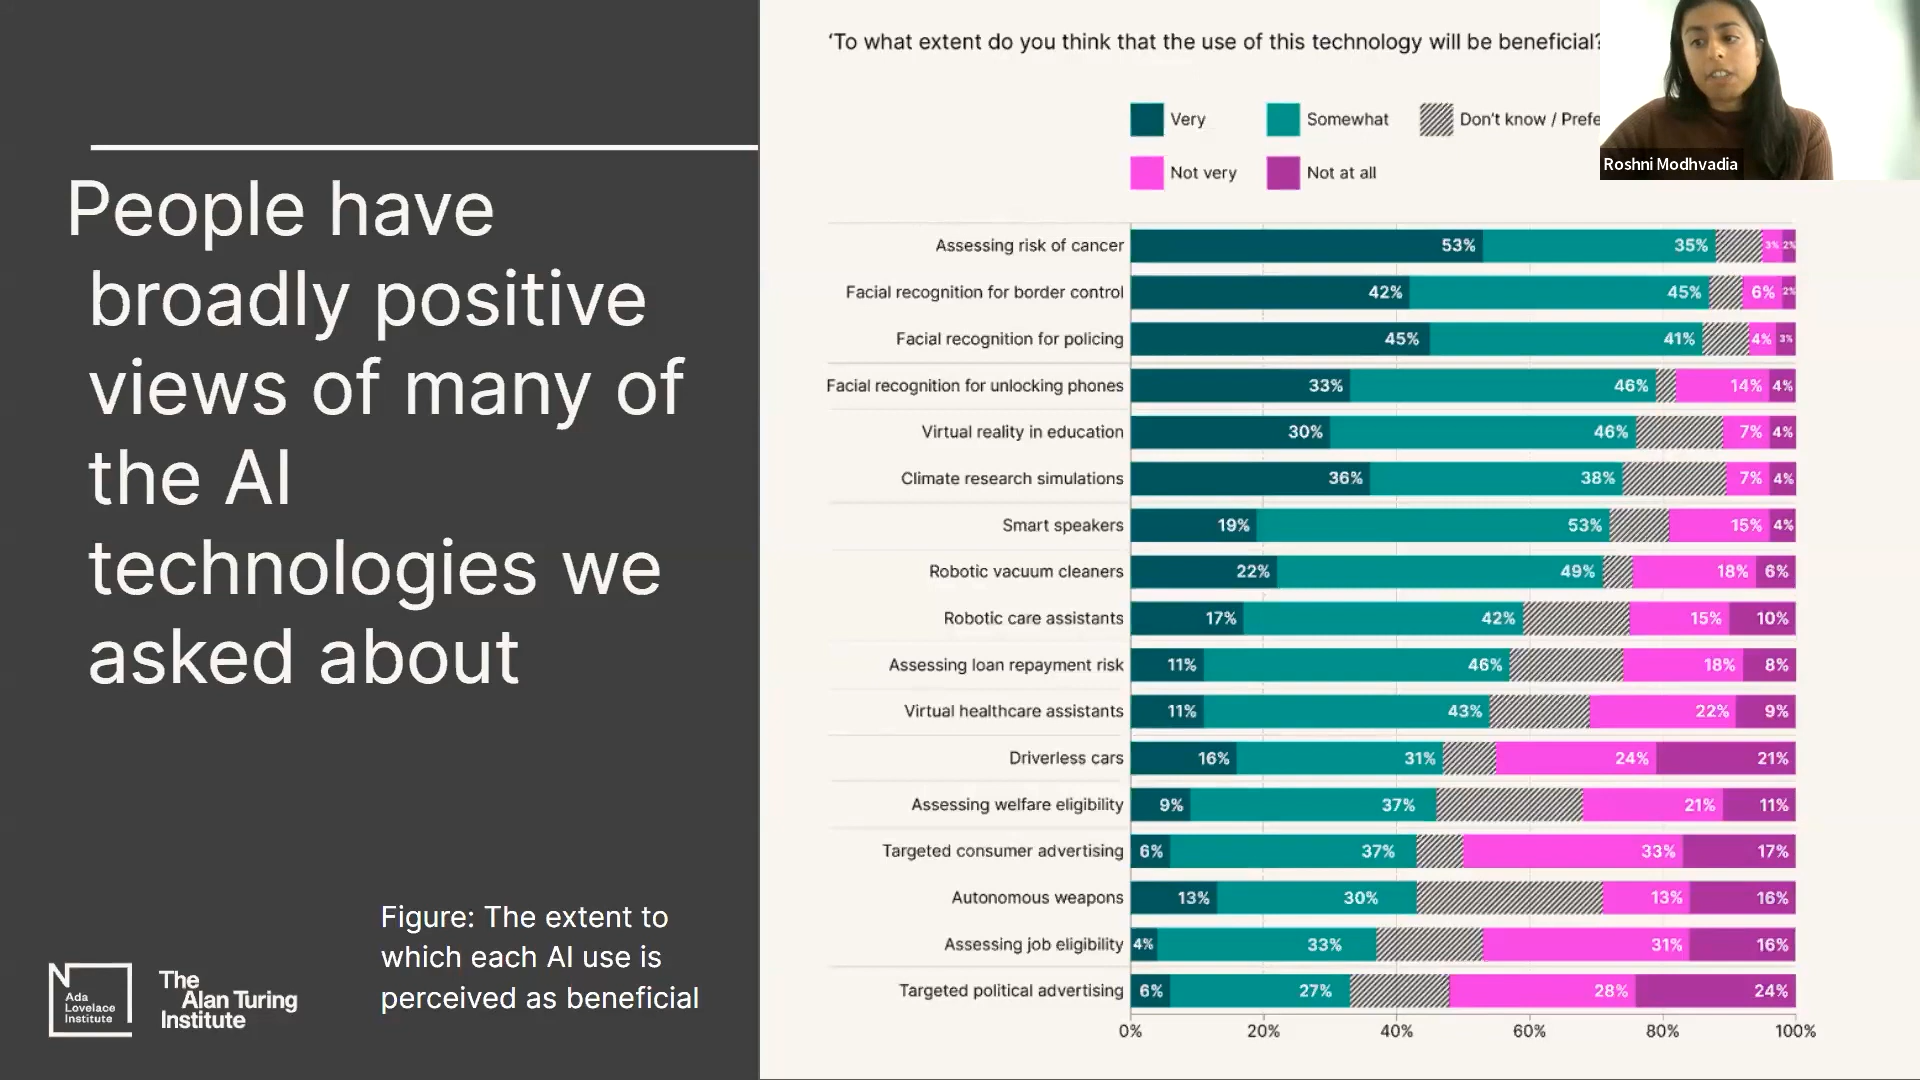 People have
broadly positive
views of many of
the AI
technologies we
asked about
Figure: The extent to
which each AI use is
perceived as beneficial
Ada
Lovelace
Institute
The
Alan Turing
Institute
‘To what extent do you think that the use of this technology will be beneficial?
Very
Somewhat
Don’t know / Prefe
Not very
Not at all
Roshni Modhvadia
Assessing risk of cancer 53% 35% 3% 2%
Facial recognition for border control 42% 45% 6% 2%
Facial recognition for policing 45% 41% 4% 3%
Facial recognition for unlocking phones 33% 46% 14% 4%
Virtual reality in education 30% 46% 7% 4%
Climate research simulations 36% 38% 7% 4%
Smart speakers 19% 53% 15% 4%
Robotic vacuum cleaners 22% 49% 18% 6%
Robotic care assistants 17% 42% 15% 10%
Assessing loan repayment risk 11% 46% 18% 8%
Virtual healthcare assistants 11% 43% 22% 9%
Driverless cars 16% 31% 24% 21%
Assessing welfare eligibility 9% 37% 21% 11%
Targeted consumer advertising 6% 37% 33% 17%
Autonomous weapons 13% 30% 13% 16%
Assessing job eligibility 4% 33% 31% 16%
Targeted political advertising 6% 27% 28% 24%
0% 20% 40% 60% 80% 100%